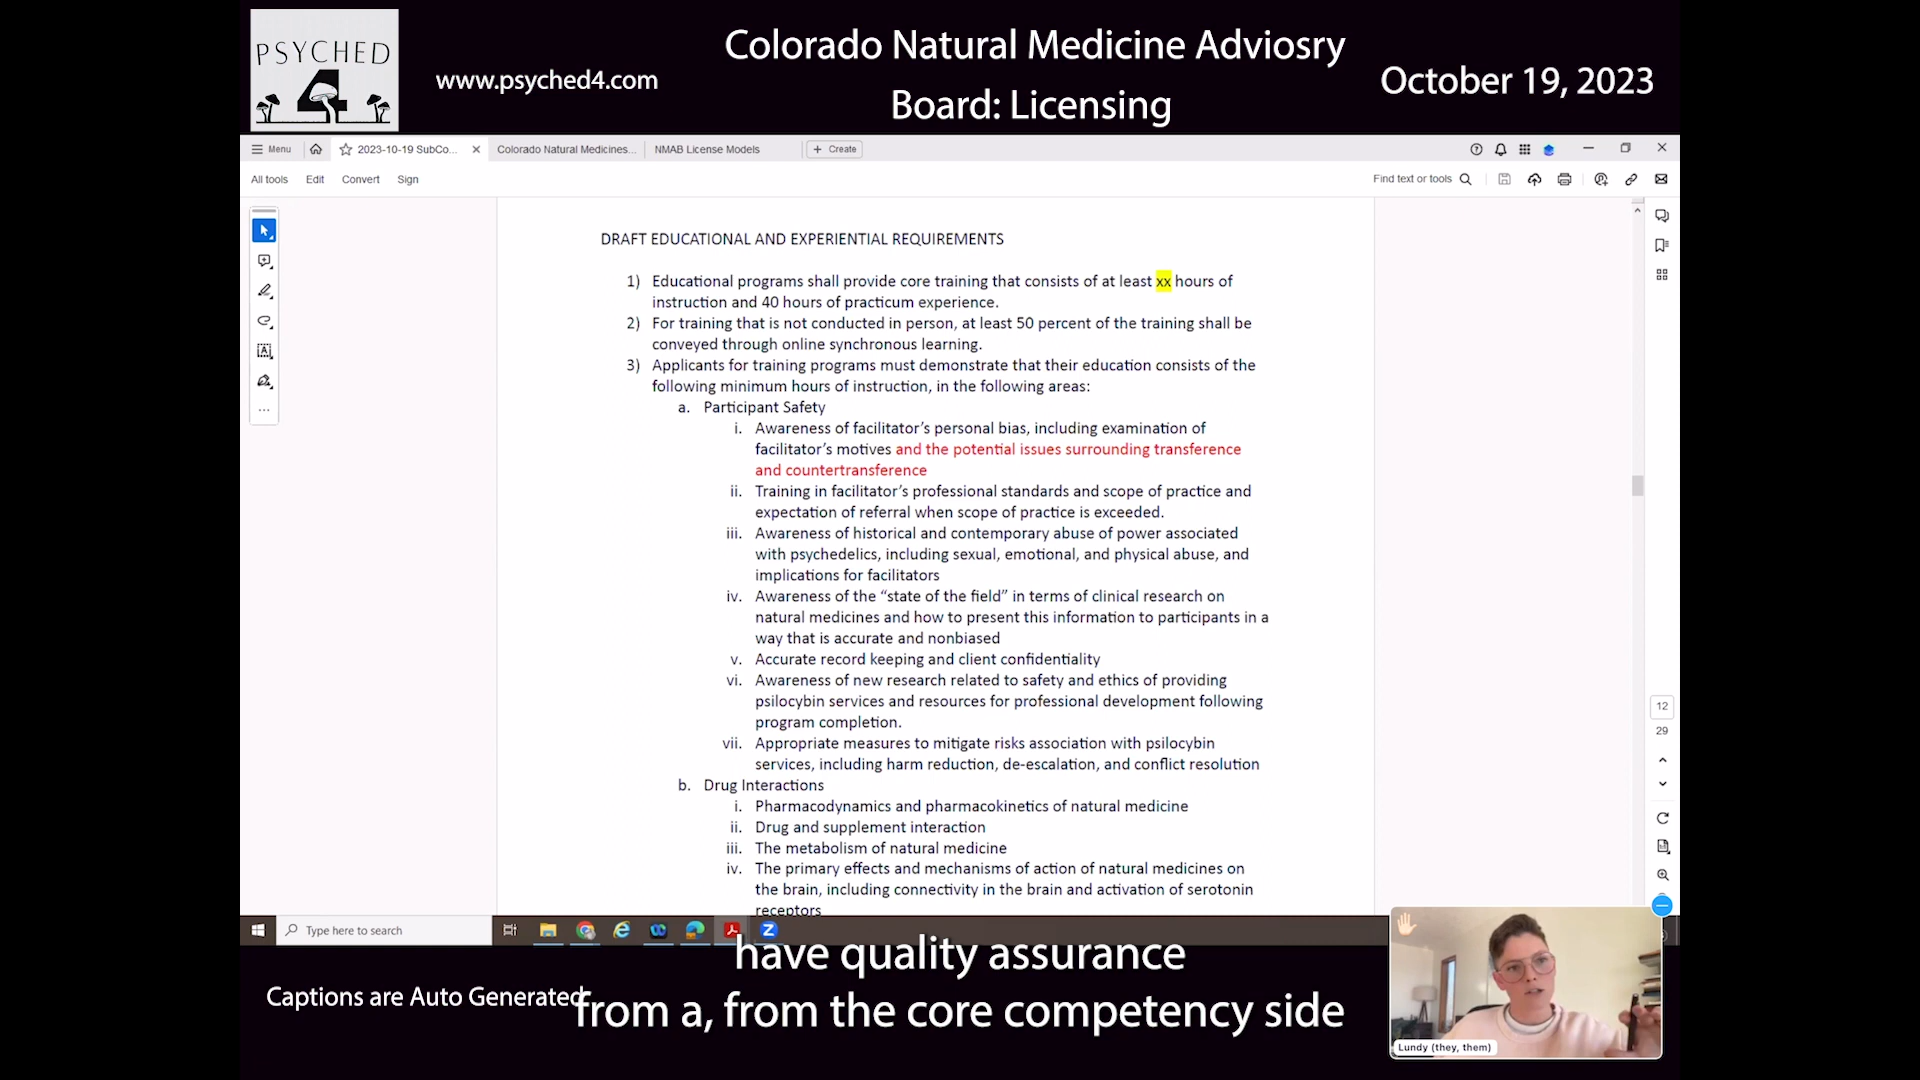 PSYCHED
4
www.psyched4.com
Colorado Natural Medicine Adviosry
Board: Licensing
October 19, 2023
Menu
2023-10-19 SubCo...
Colorado Natural Medicines...
NMAB License Models
Create
All tools
Edit
Convert
Sign
Find text or tools
DRAFT EDUCATIONAL AND EXPERIENTIAL REQUIREMENTS
1) Educational programs shall provide core training that consists of at least xx hours of
instruction and 40 hours of practicum experience.
2) For training that is not conducted in person, at least 50 percent of the training shall be
conveyed through online synchronous learning.
3) Applicants for training programs must demonstrate that their education consists of the
following minimum hours of instruction, in the following areas:
a. Participant Safety
i. Awareness of facilitator’s personal bias, including examination of
facilitator’s motives and the potential issues surrounding transference
and countertransference
ii. Training in facilitator’s professional standards and scope of practice and
expectation of referral when scope of practice is exceeded.
iii. Awareness of historical and contemporary abuse of power associated
with psychedelics, including sexual, emotional, and physical abuse, and
implications for facilitators
iv. Awareness of the “state of the field” in terms of clinical research on
natural medicines and how to present this information to participants in a
way that is accurate and nonbiased
v. Accurate record keeping and client confidentiality
vi. Awareness of new research related to safety and ethics of providing
psilocybin services and resources for professional development following
program completion.
vii. Appropriate measures to mitigate risks association with psilocybin
services, including harm reduction, de-escalation, and conflict resolution
b. Drug Interactions
i. Pharmacodynamics and pharmacokinetics of natural medicine
ii. Drug and supplement interaction
iii. The metabolism of natural medicine
iv. The primary effects and mechanisms of action of natural medicines on
the brain, including connectivity in the brain and activation of serotonin
receptors
12
29
Type here to search
have quality assurance
from a, from the core competency side
Captions are Auto Generated
Lundy (they, them)